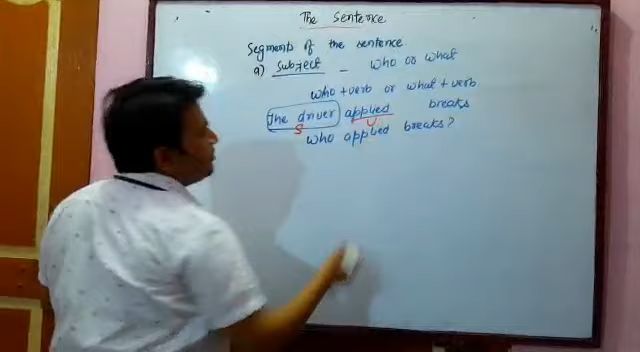 The Sentence
Segments of the sentence
a) Subject - who or what
who + verb or what + verb
The driver applied breaks
S V
who applied breaks?